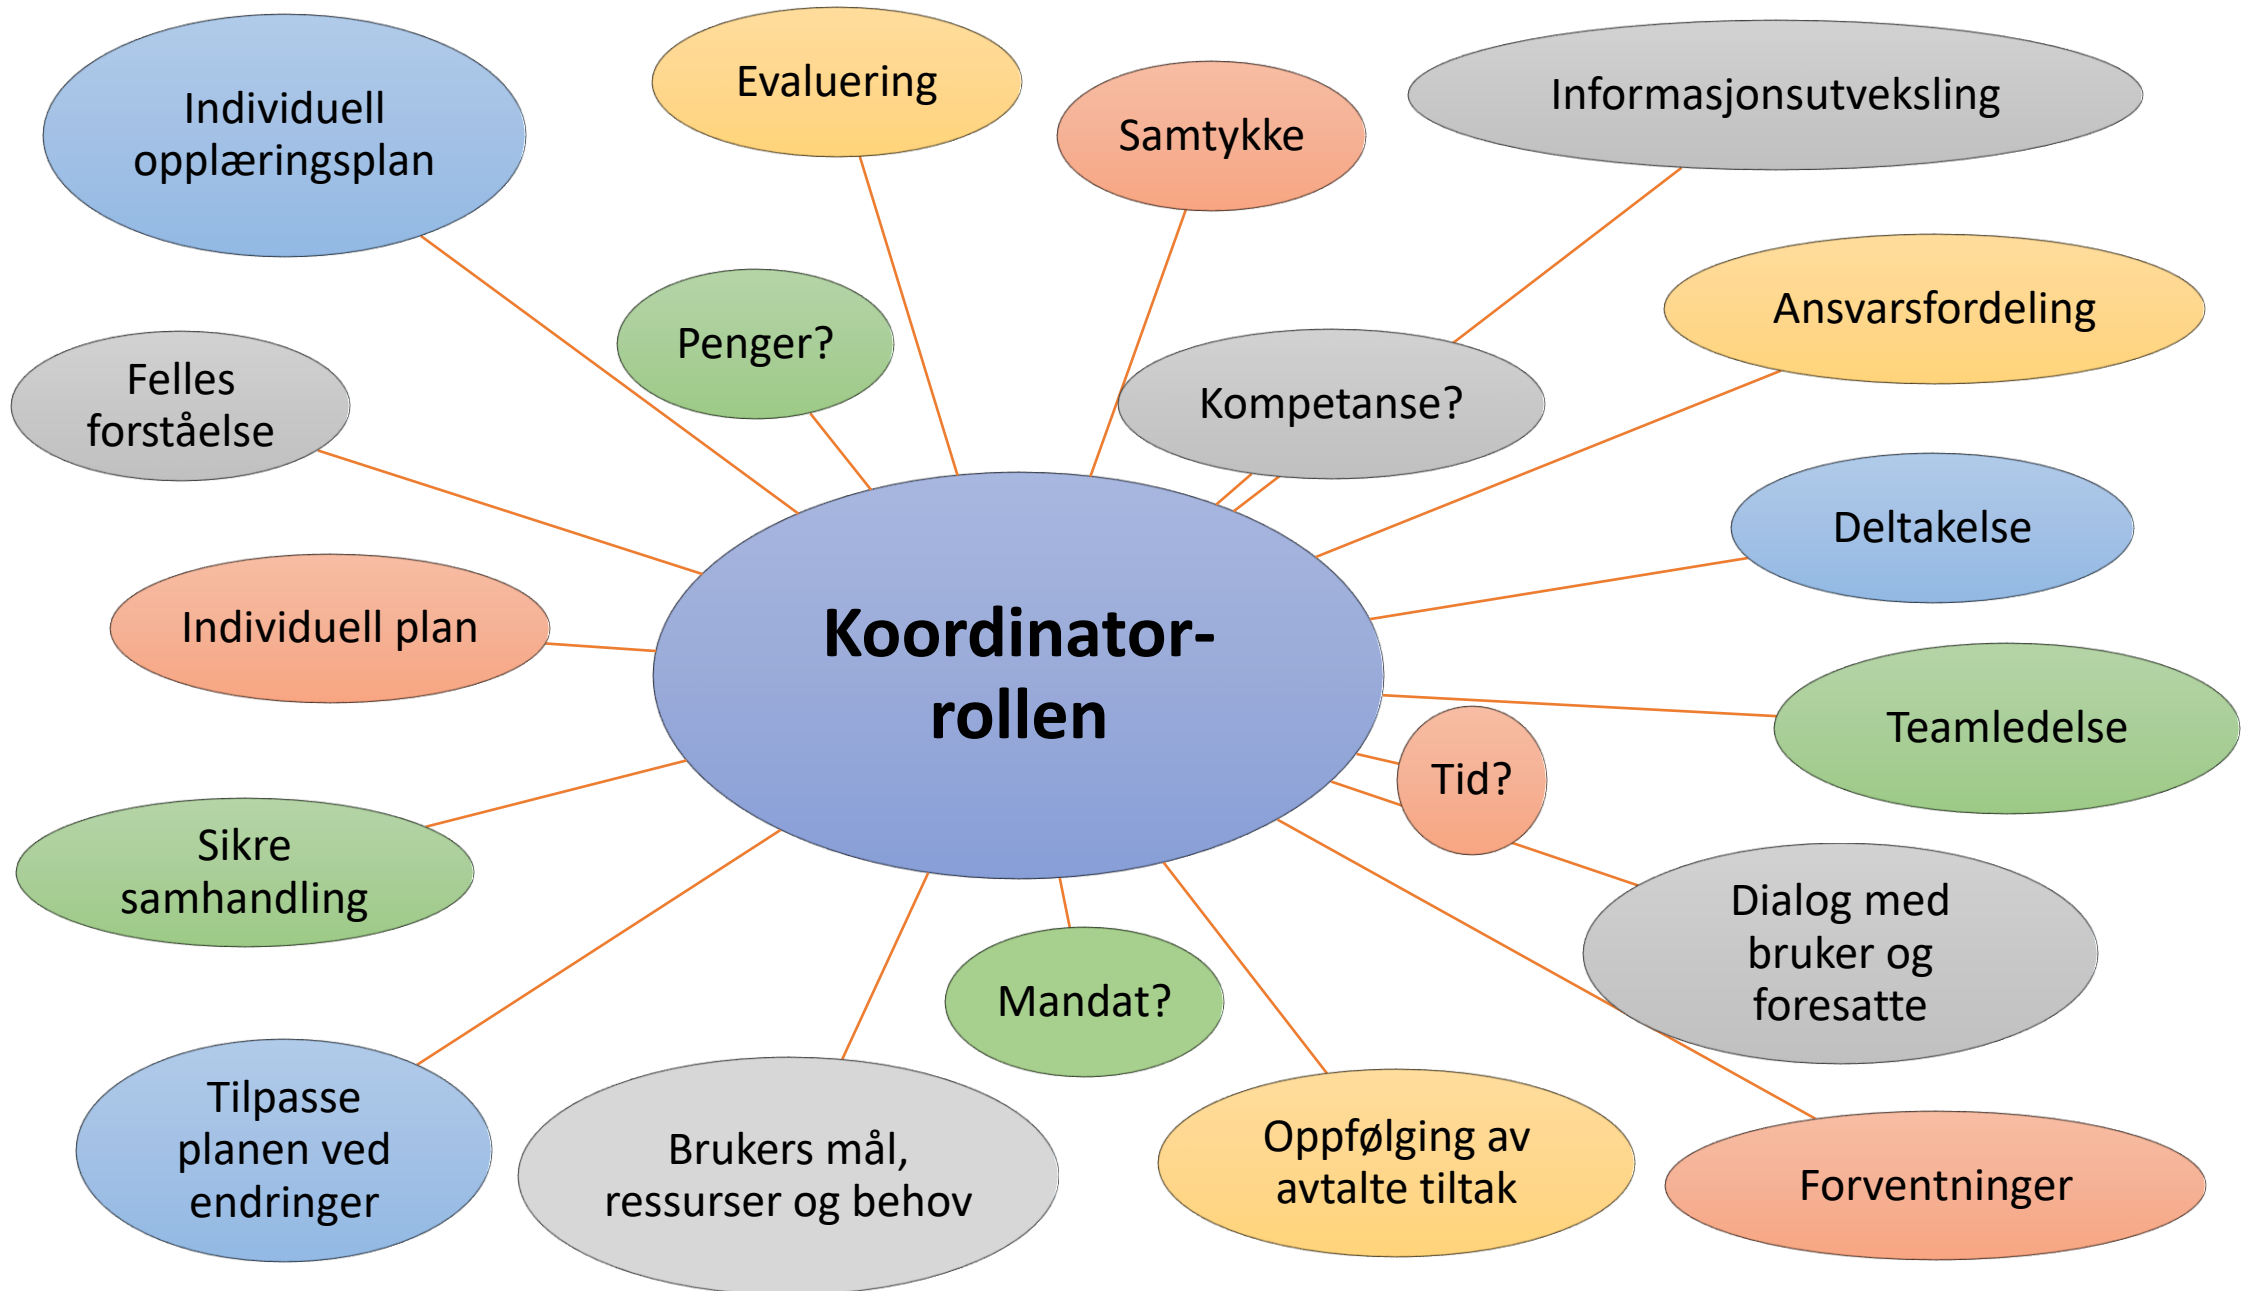 Individuell
opplæringsplan
Evaluering
Samtykke
Informasjonsutveksling
Penger?
Kompetanse?
Ansvarsfordeling
Felles
forståelse
Deltakelse
Individuell plan
Koordinator-
rollen
Teamledelse
Tid?
Sikre
samhandling
Dialog med
bruker og
foresatte
Mandat?
Tilpasse
planen ved
endringer
Brukers mål,
ressurser og behov
Oppfølging av
avtalte tiltak
Forventninger